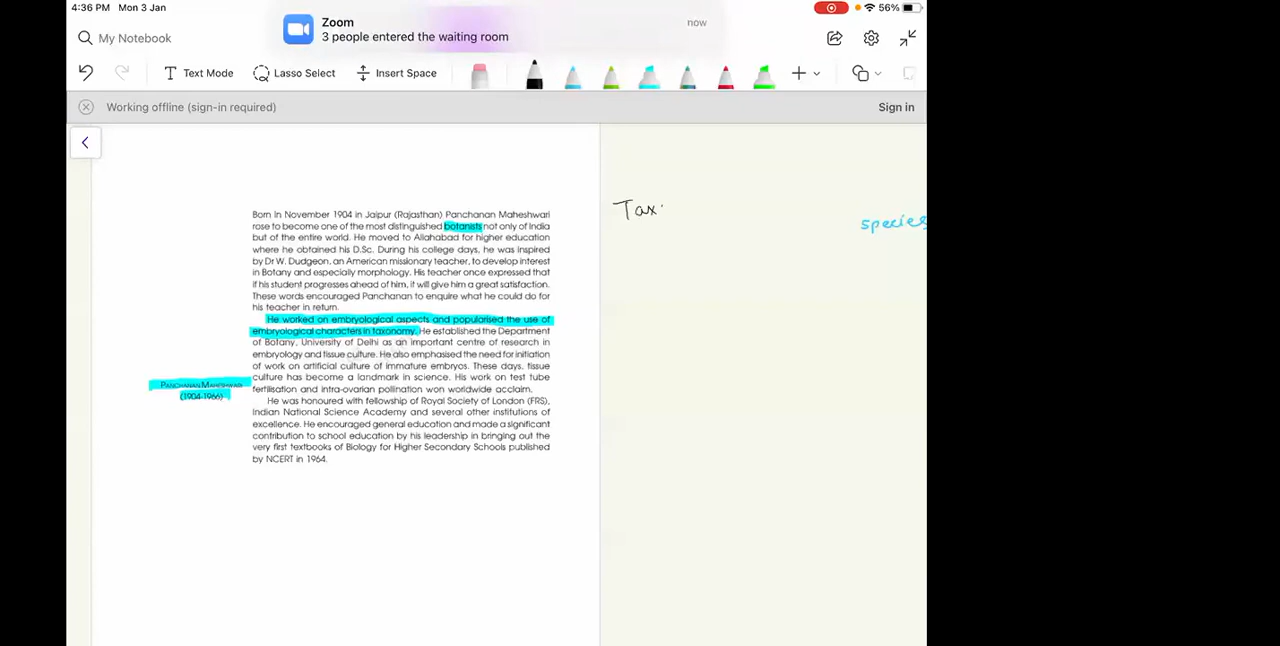 4:36 PM Mon 3 Jan
56%
Zoom
now
3 people entered the waiting room
My Notebook
Text Mode
Lasso Select
Insert Space
Working offline (sign-in required)
Sign in
Born in November 1904 in Jaipur (Rajasthan) Panchanan Maheshwari
rose to become one of the most distinguished botanists not only of India
but of the entire world. He moved to Allahabad for higher education
where he obtained his D.Sc. During his college days, he was inspired
by Dr W. Dudgeon, an American missionary teacher, to develop interest
in Botany and especially morphology. His teacher once expressed that
if his student progresses ahead of him, it will give him a great satisfaction.
These words encouraged Panchanan to enquire what he could do for
his teacher in return.
He worked on embryological aspects and popularised the use of
embryological characters in taxonomy. He established the Department
of Botany, University of Delhi as an important centre of research in
embryology and tissue culture. He also emphasised the need for initiation
of work on artificial culture of immature embryos. These days, tissue
culture has become a landmark in science. His work on test tube
fertilisation and intra-ovarian pollination won worldwide acclaim.
He was honoured with fellowship of Royal Society of London (FRS),
Indian National Science Academy and several other institutions of
excellence. He encouraged general education and made a significant
contribution to school education by his leadership in bringing out the
very first textbooks of Biology for Higher Secondary Schools published
by NCERT in 1964.
PANCHANAN MAHESHWARI
(1904-1966)
Tax
species